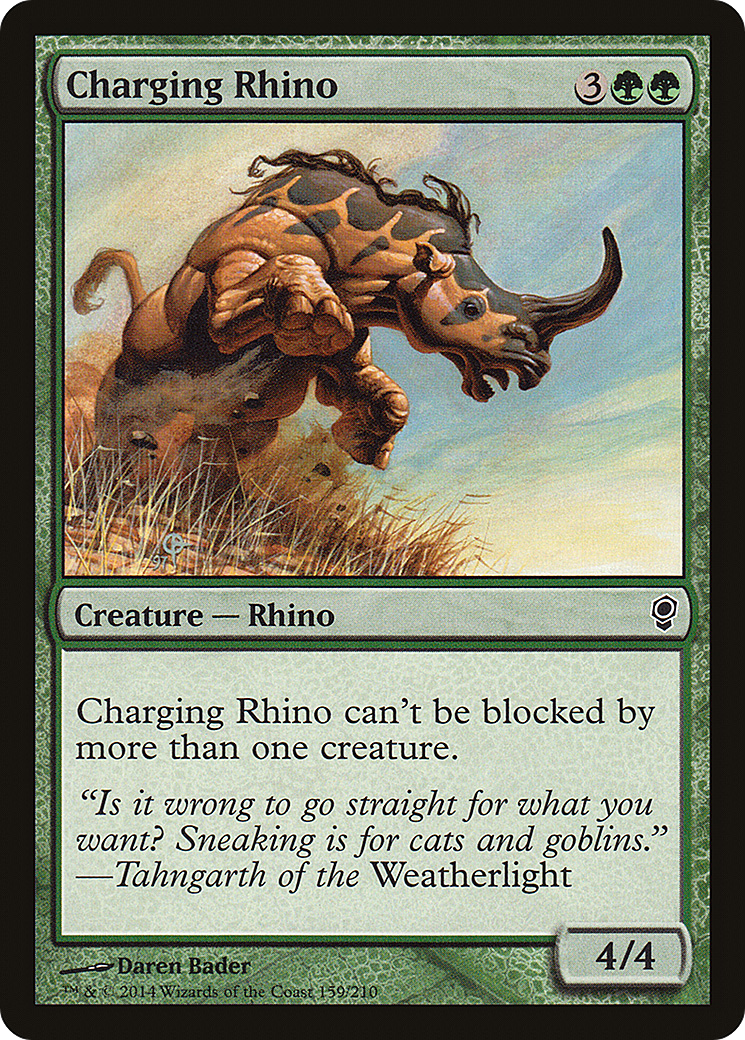 Charging Rhino 3
97
Creature — Rhino
Charging Rhino can't be blocked by
more than one creature.
“Is it wrong to go straight for what you
want? Sneaking is for cats and goblins.”
—Tahngarth of the Weatherlight
4/4
Daren Bader
™ & © 2014 Wizards of the Coast 159/210